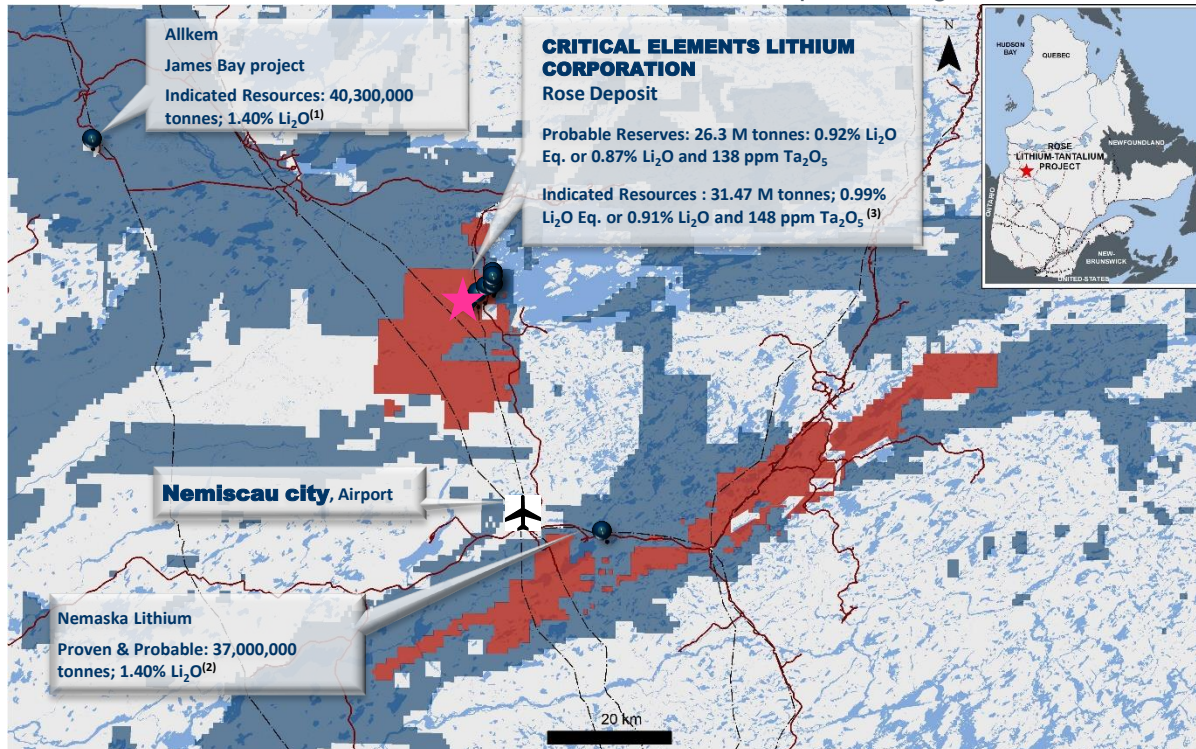 Allkem
James Bay project
Indicated Resources: 40,300,000
tonnes; 1.40% Li₂O⁽¹⁾
CRITICAL ELEMENTS LITHIUM
CORPORATION
Rose Deposit
Probable Reserves: 26.3 M tonnes: 0.92% Li₂O
Eq. or 0.87% Li₂O and 138 ppm Ta₂O₅
Indicated Resources : 31.47 M tonnes; 0.99%
Li₂O Eq. or 0.91% Li₂O and 148 ppm Ta₂O₅ ⁽³⁾
N
HUDSON
BAY
QUEBEC
ROSE
LITHIUM-TANTALIUM
PROJECT
NEWFOUNDLAND
ONTARIO
NEW-
BRUNSWICK
UNITED-STATES
Nemiscau city, Airport
Nemaska Lithium
Proven & Probable: 37,000,000
tonnes; 1.40% Li₂O⁽²⁾
20 km